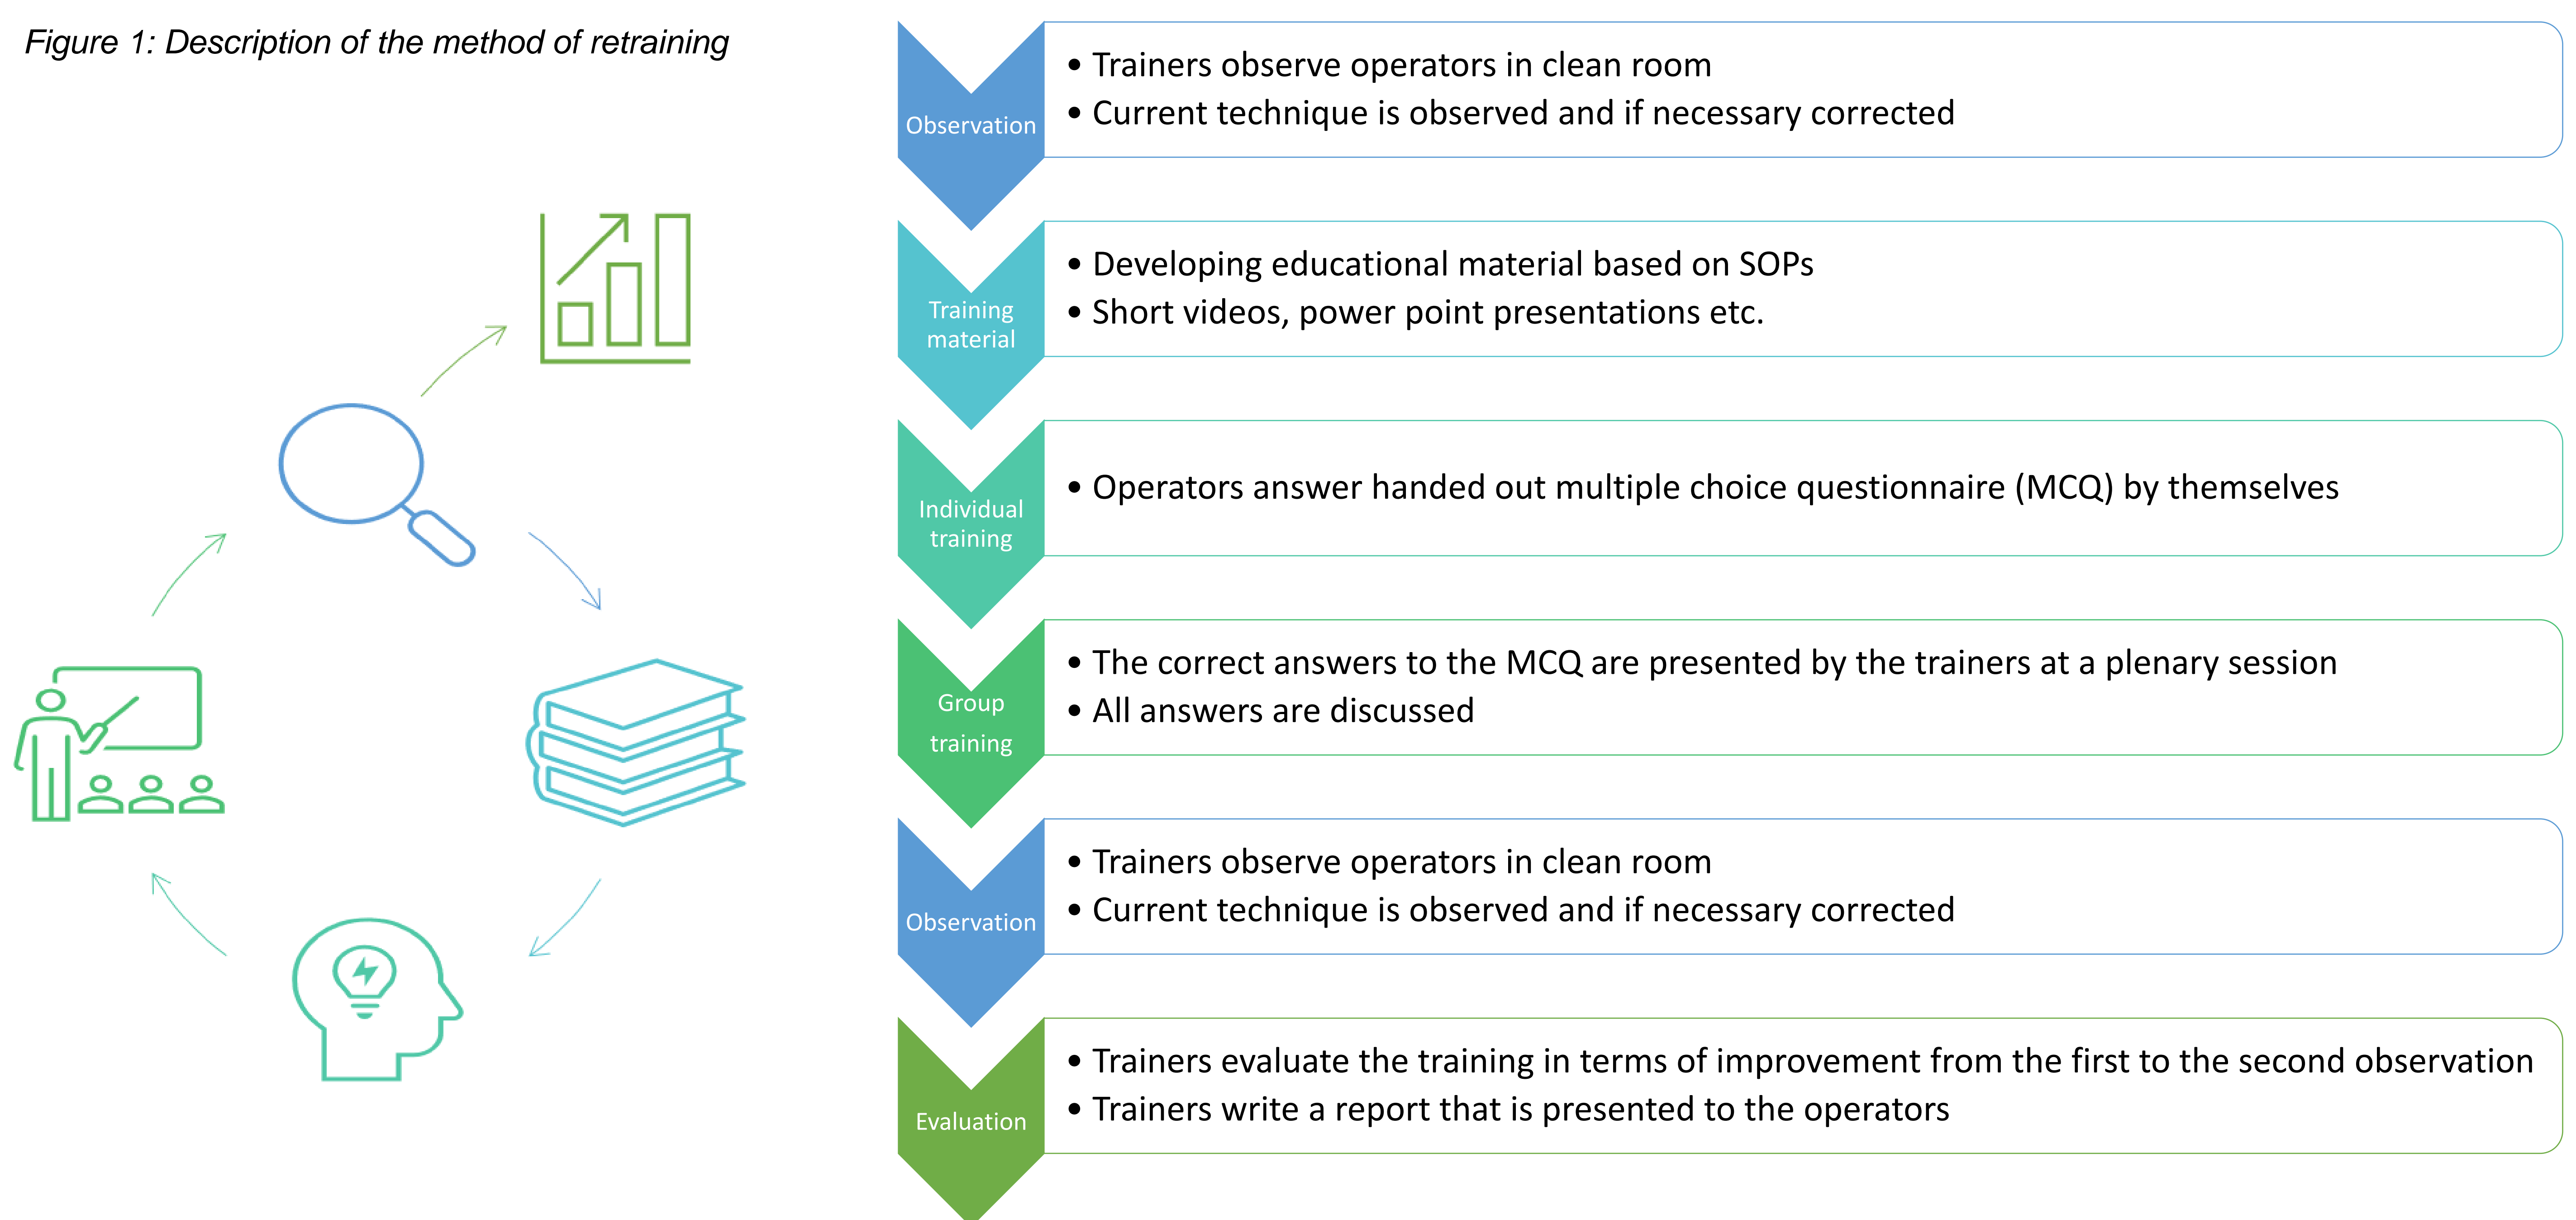 Figure 1: Description of the method of retraining
Observation
• Trainers observe operators in clean room
• Current technique is observed and if necessary corrected
Training
material
• Developing educational material based on SOPs
• Short videos, power point presentations etc.
Individual
training
• Operators answer handed out multiple choice questionnaire (MCQ) by themselves
Group
training
• The correct answers to the MCQ are presented by the trainers at a plenary session
• All answers are discussed
Observation
• Trainers observe operators in clean room
• Current technique is observed and if necessary corrected
Evaluation
• Trainers evaluate the training in terms of improvement from the first to the second observation
• Trainers write a report that is presented to the operators